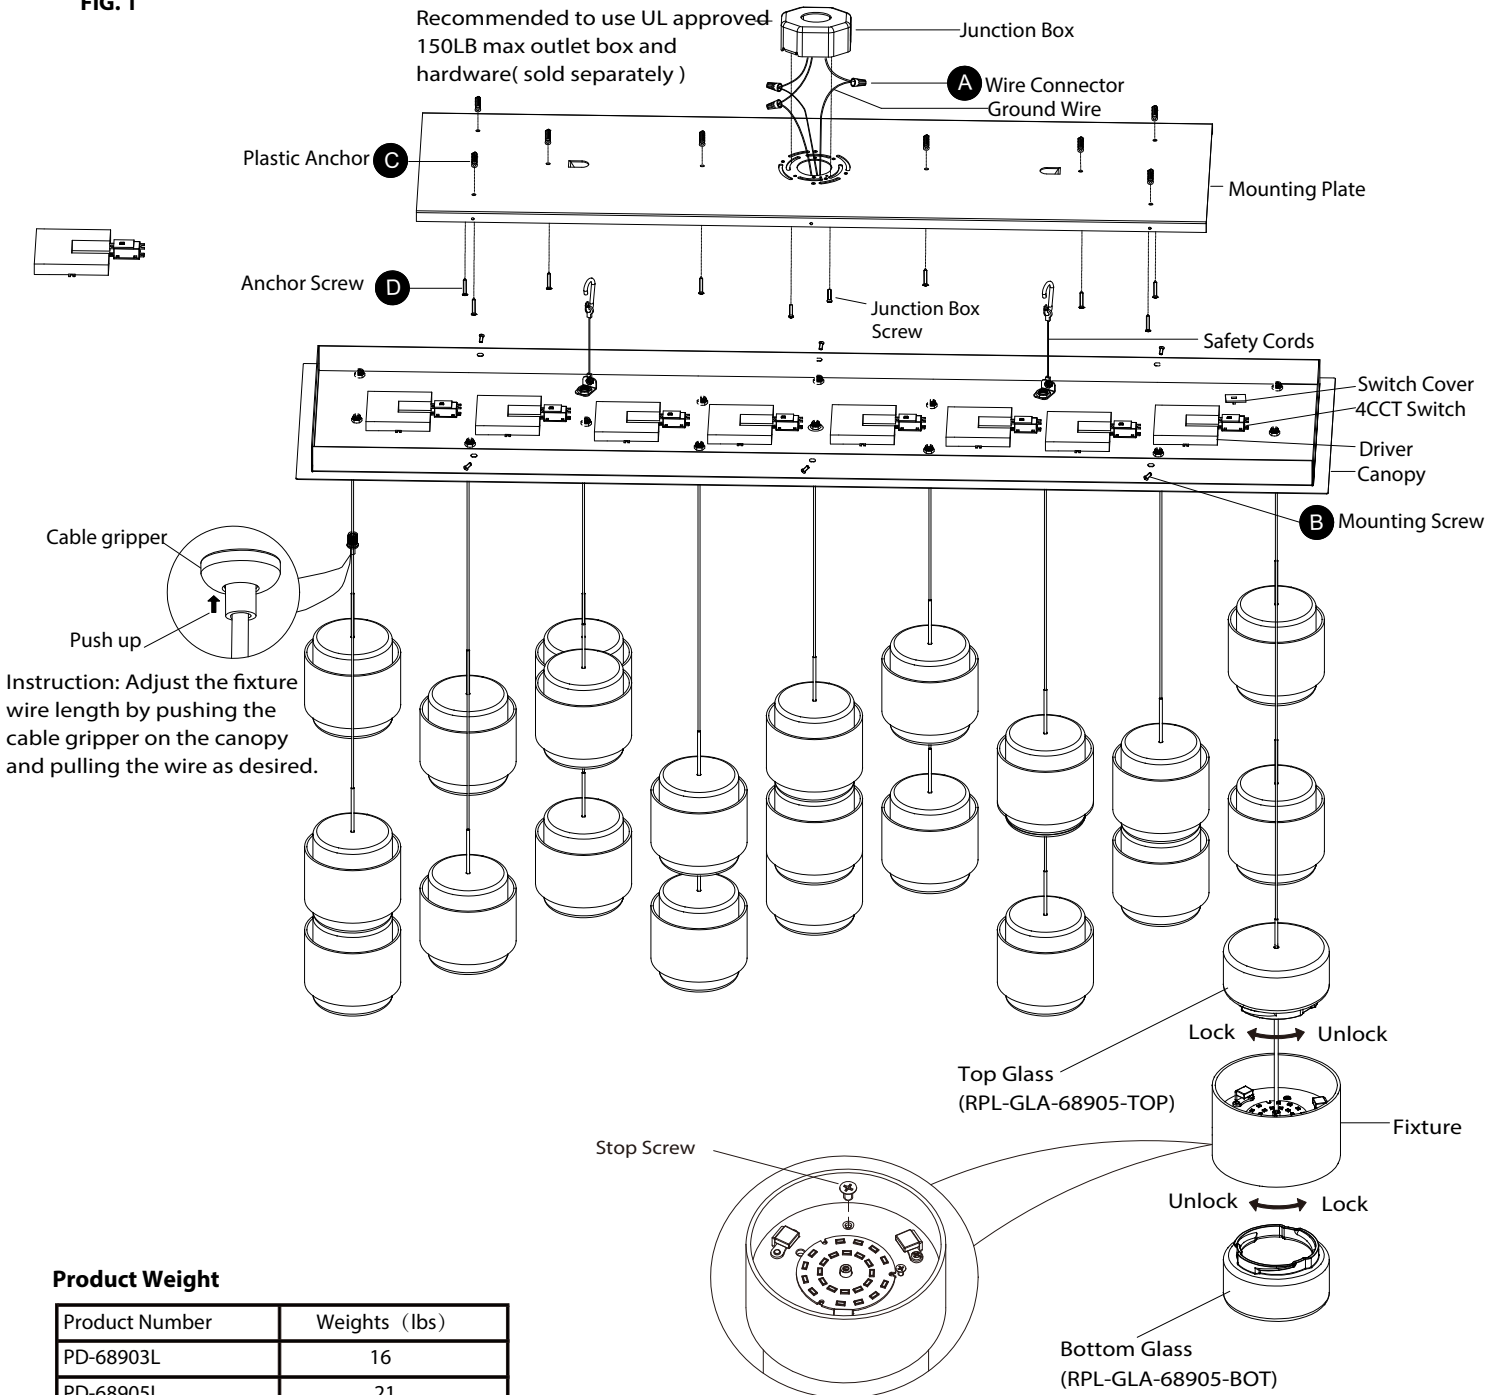 FIG. 1
Recommended to use UL approved
150LB max outlet box and
hardware( sold separately )
Junction Box
A Wire Connector
Ground Wire
Plastic Anchor C
Mounting Plate
Anchor Screw D
Junction Box
Screw
Safety Cords
Switch Cover
4CCT Switch
Driver
Canopy
B Mounting Screw
Cable gripper
Push up
Instruction: Adjust the fixture
wire length by pushing the
cable gripper on the canopy
and pulling the wire as desired.
Lock Unlock
Top Glass
(RPL-GLA-68905-TOP)
Fixture
Stop Screw
Unlock Lock
Bottom Glass
(RPL-GLA-68905-BOT)
Product Weight
Product Number Weights（lbs）
PD-68903L 16
PD-68905L 21